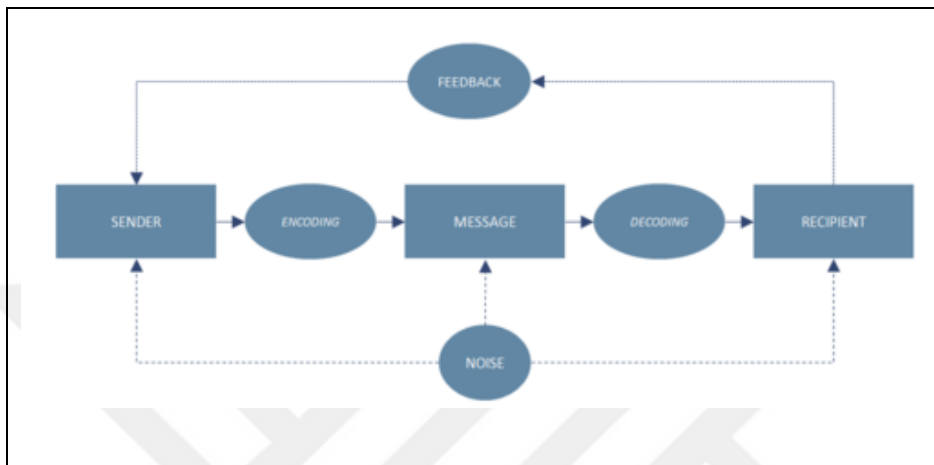 FEEDBACK
SENDER
ENCODING
MESSAGE
DECODING
RECIPIENT
NOISE